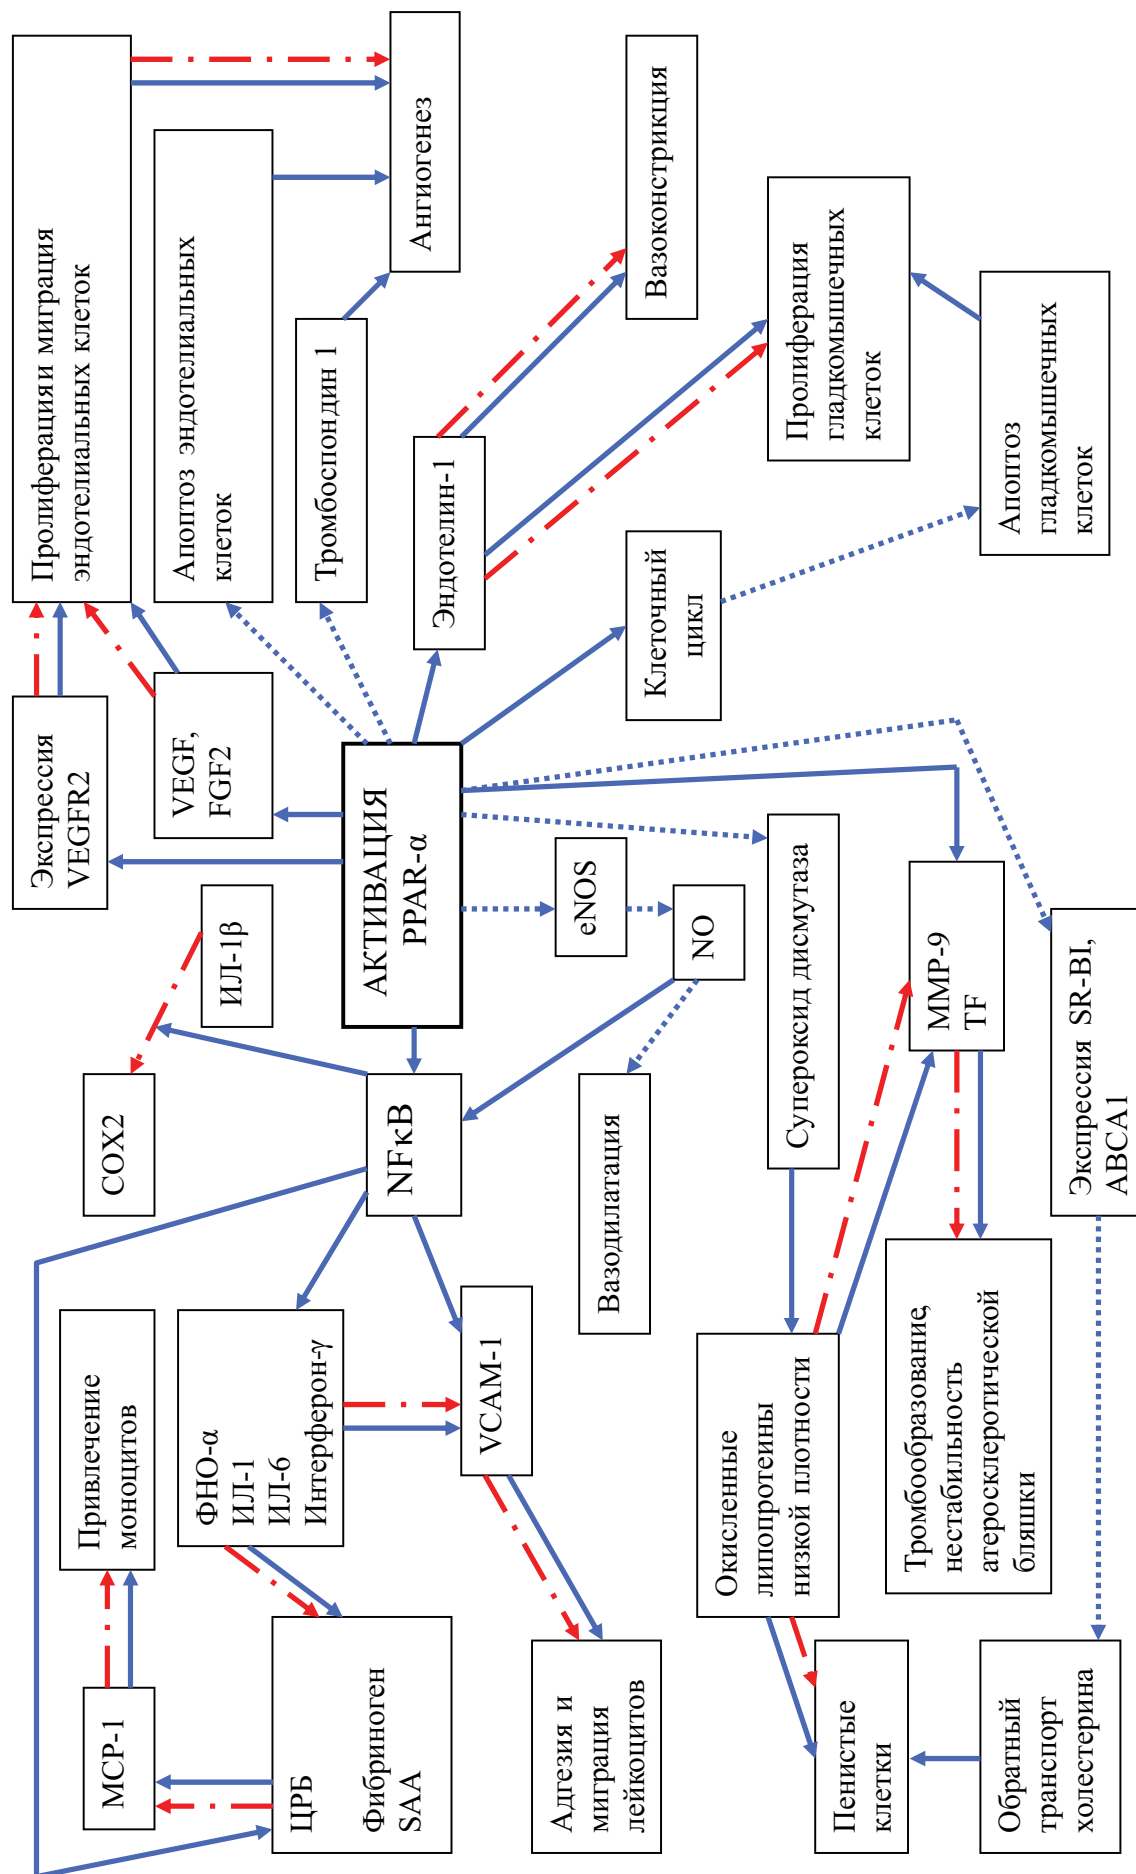 МСР-1
Привлечение
моноцитов
COX2
ИЛ-1β
Экспрессия
VEGFR2
Пролиферация и миграция
эндотелиальных клеток
ЦРБ
Фибриноген
SAA
ФНО-α
ИЛ-1
ИЛ-6
Интерферон-γ
VEGF,
FGF2
Апоптоз эндотелиальных
клеток
Тромбоспондин 1
NFκB
АКТИВАЦИЯ
PPAR-α
Ангиогенез
VCAM-1
Эндотелин-1
Адгезия и
миграция
лейкоцитов
Вазодилатация
eNOS
NO
Клеточный
цикл
Вазоконстрикция
Окисленные
липопротеины
низкой плотности
Супероксид дисмутаза
Пролиферация
гладкомышечных
клеток
Пенистые
клетки
Тромбообразование,
нестабильность
атеросклеротической
бляшки
MMP-9
TF
Обратный
транспорт
холестерина
Экспрессия SR-BI,
ABCA1
Апоптоз
гладкомышечных
клеток